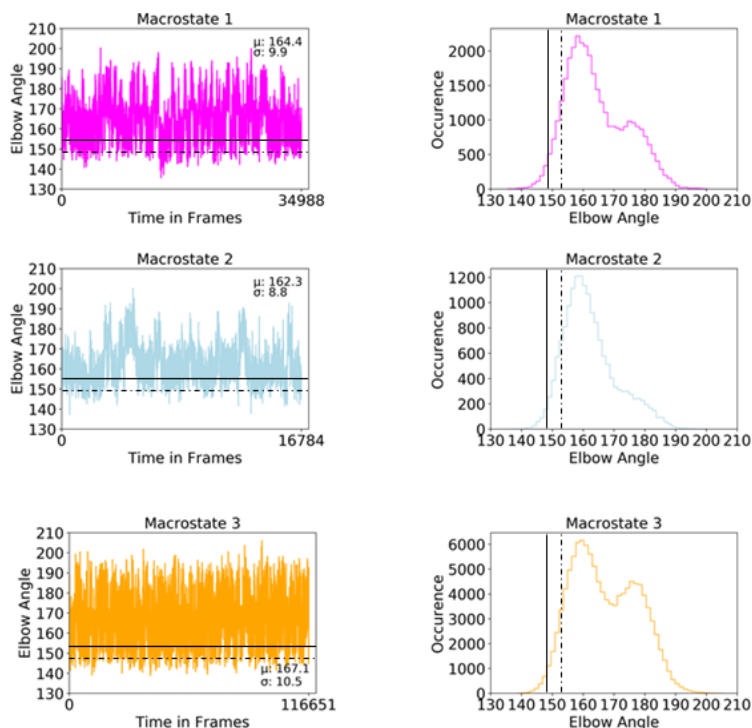 Macrostate 1
210
200
190
180
170
160
150
140
130
Elbow Angle
μ: 164.4
σ: 9.9
0 34988
Time in Frames
Macrostate 1
2000
1500
1000
500
0
Occurence
130 140 150 160 170 180 190 200 210
Elbow Angle
Macrostate 2
210
200
190
180
170
160
150
140
130
Elbow Angle
μ: 162.3
σ: 8.8
0 16784
Time in Frames
Macrostate 2
1200
1000
800
600
400
200
0
Occurence
130 140 150 160 170 180 190 200 210
Elbow Angle
Macrostate 3
210
200
190
180
170
160
150
140
130
Elbow Angle
μ: 167.1
σ: 10.5
0 116651
Time in Frames
Macrostate 3
6000
5000
4000
3000
2000
1000
0
Occurence
130 140 150 160 170 180 190 200 210
Elbow Angle